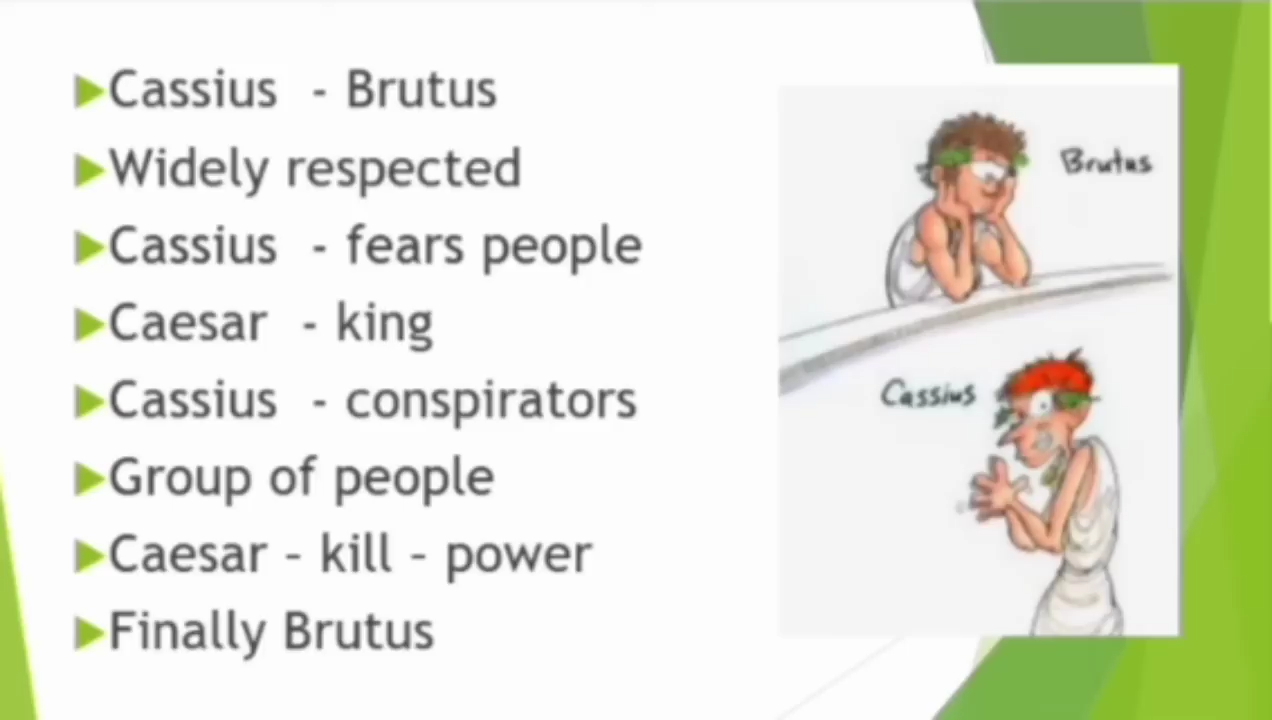 Cassius - Brutus
Widely respected
Cassius - fears people
Caesar - king
Cassius - conspirators
Group of people
Caesar – kill – power
Finally Brutus
Brutus
Cassius